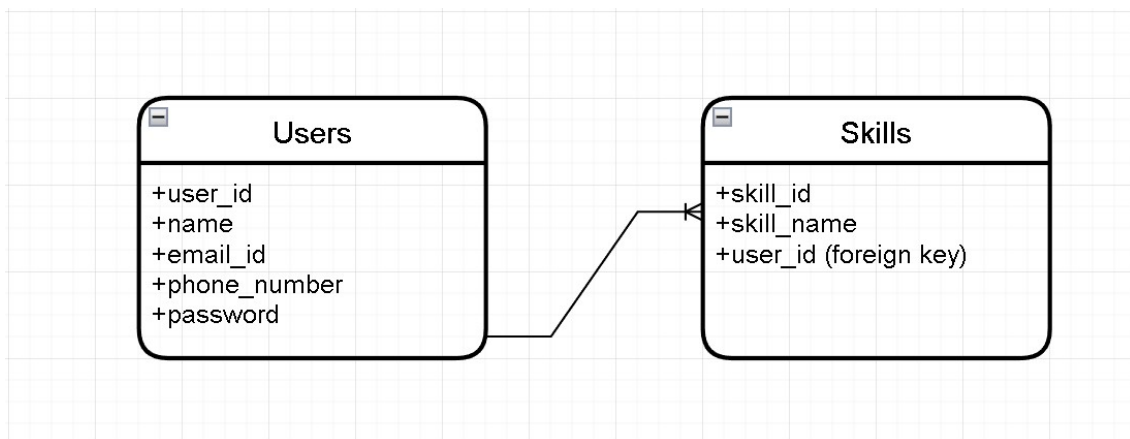 Users
+user_id
+name
+email_id
+phone_number
+password
Skills
+skill_id
+skill_name
+user_id (foreign key)